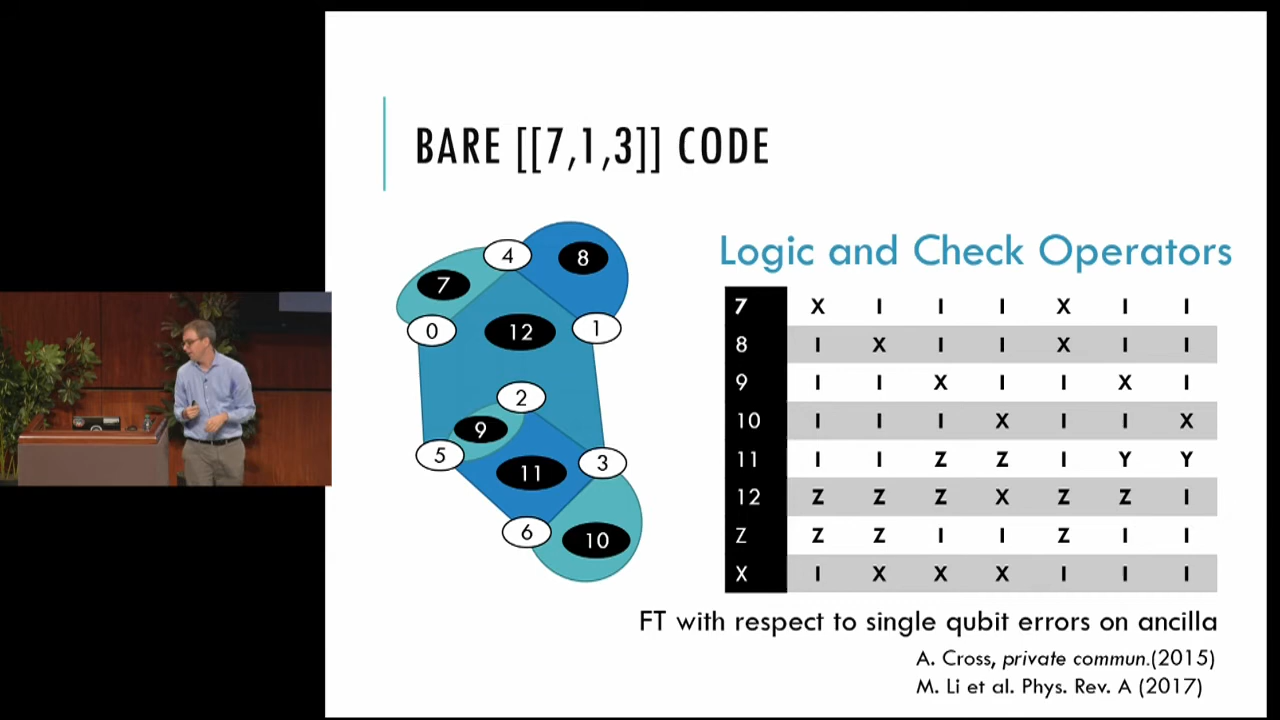 BARE [[7,1,3]] CODE
4
8
7
0
12
1
2
9
5
11
3
6
10
Logic and Check Operators
7 X I I I X I I
8 I X I I X I I
9 I I X I I X I
10 I I I X I I X
11 I I Z Z I Y Y
12 Z Z Z X Z Z I
Z Z Z I I Z I I
X I X X X I I I
FT with respect to single qubit errors on ancilla
A. Cross, private commun.(2015)
M. Li et al. Phys. Rev. A (2017)